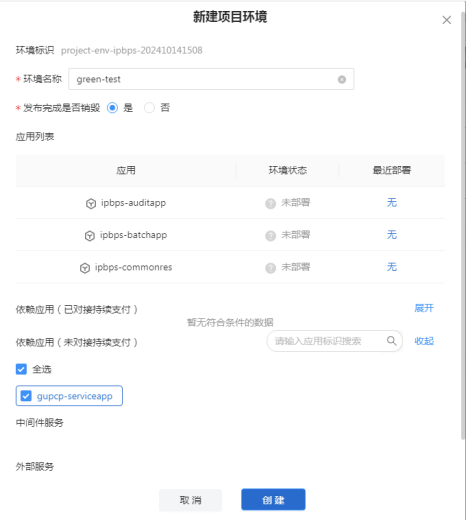 新建项目环境
环境标识 project-env-ipbps-202410141508
* 环境名称 green-test
* 发布完成是否销毁 是 否
应用列表
应用 环境状态 最近部署
ipbps-auditapp 未部署 无
ipbps-batchapp 未部署 无
ipbps-commonres 未部署 无
依赖应用（已对接持续支付） 展开
暂无符合条件的数据
依赖应用（未对接持续支付） 请输入应用标识搜索 收起
全选
gupcp-serviceapp
中间件服务
外部服务
取消 创建